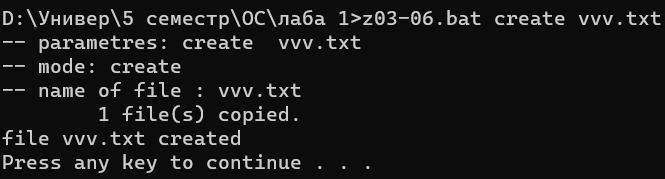 D:\Универ\5 семестр\ОС\лаба 1>z03-06.bat create vvv.txt
-- parametres: create  vvv.txt
-- mode: create
-- name of file : vvv.txt
        1 file(s) copied.
file vvv.txt created
Press any key to continue . . .